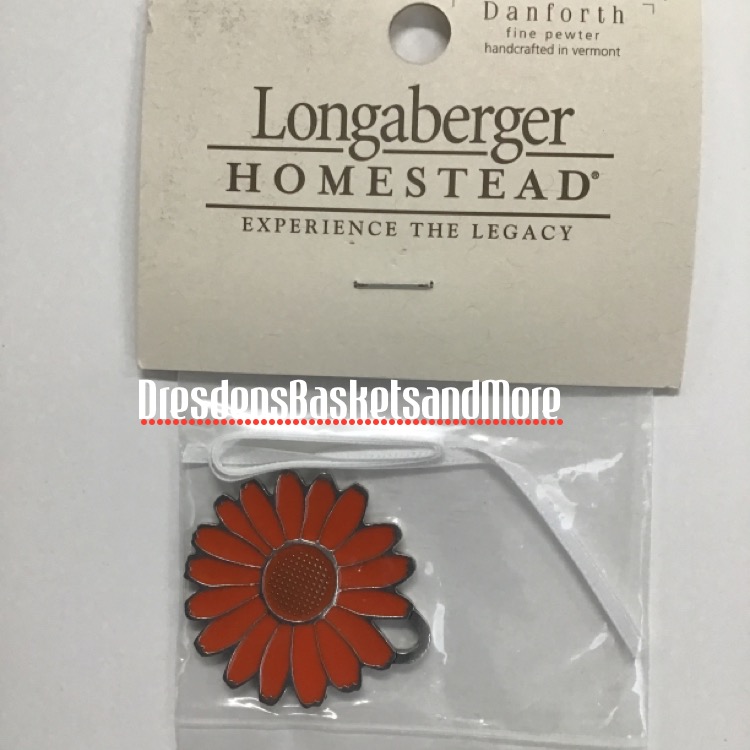 Danforth
fine pewter
handcrafted in vermont
Longaberger
HOMESTEAD®
EXPERIENCE THE LEGACY
DresdensBasketsandMore